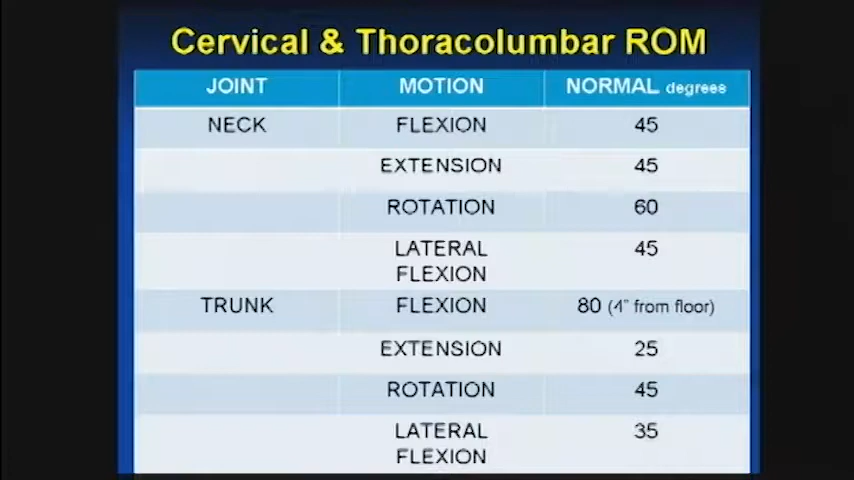 Cervical & Thoracolumbar ROM
JOINT MOTION NORMAL degrees
NECK FLEXION 45
EXTENSION 45
ROTATION 60
LATERAL FLEXION 45
TRUNK FLEXION 80 (4" from floor)
EXTENSION 25
ROTATION 45
LATERAL FLEXION 35